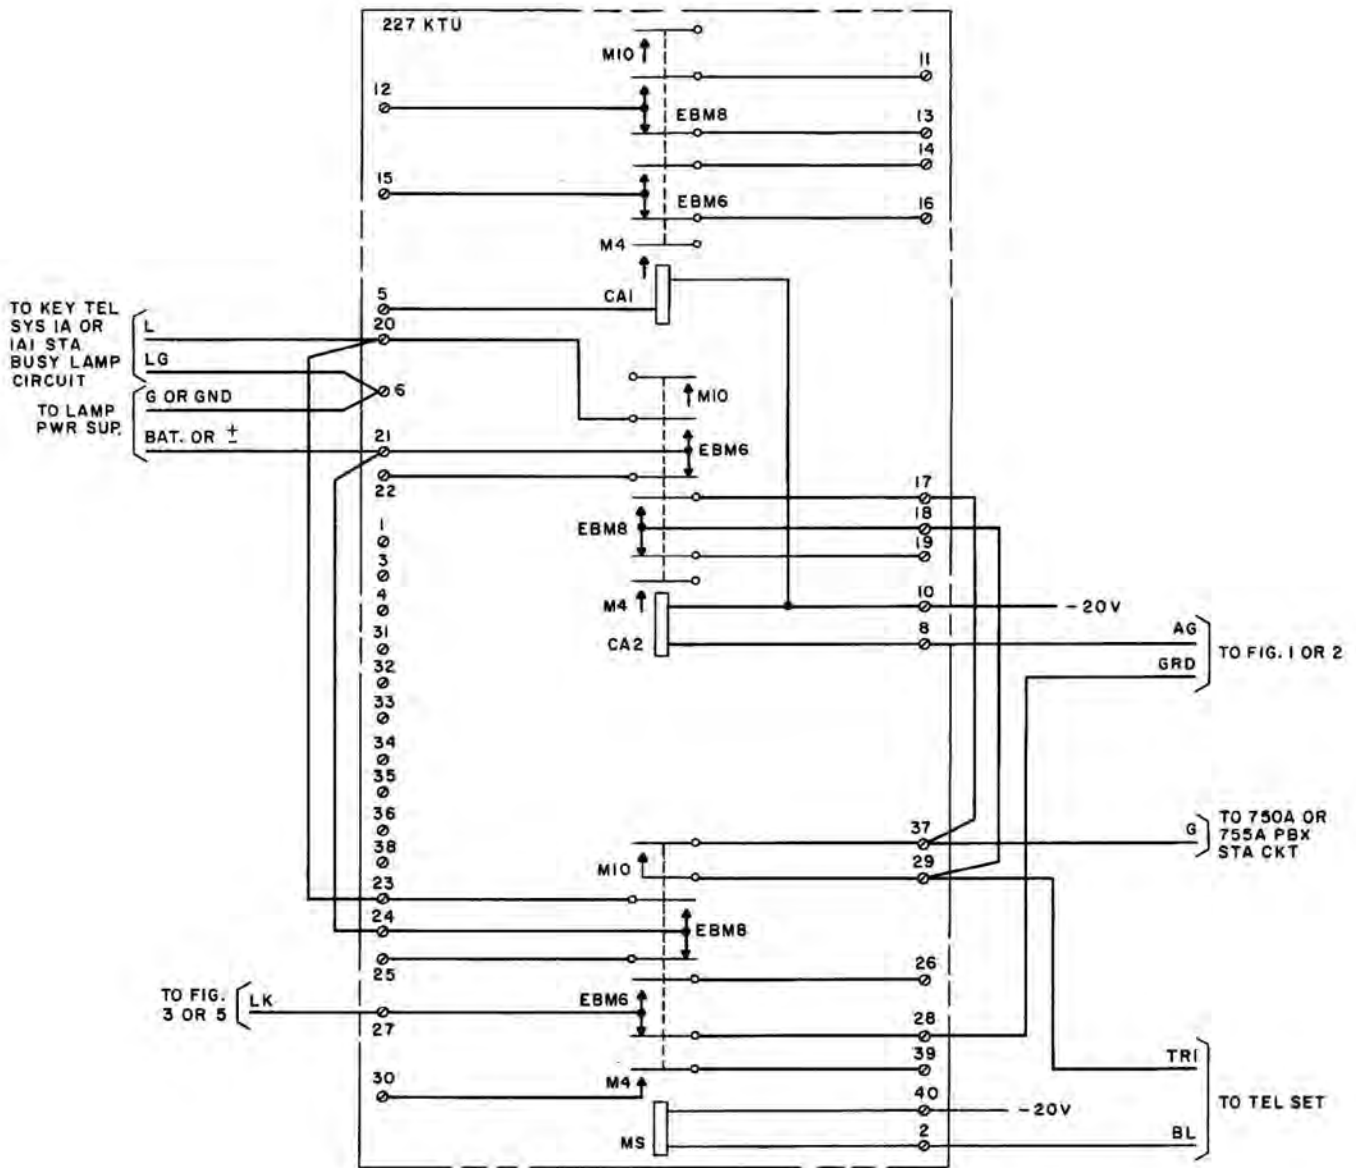 227 KTU
M10
11
12
EBM8
13
14
15
EBM6
16
M4
CA1
5
TO KEY TEL
SYS 1A OR
1A1 STA
BUSY LAMP
CIRCUIT
L
20
LG
6
M10
TO LAMP
PWR SUP.
G OR GND
BAT. OR ±
21
EBM6
22
17
18
EBM8
19
1
3
4
M4
10
-20V
CA2
8
AG
GRD
TO FIG. 1 OR 2
31
32
33
34
35
36
38
37
G
TO 750A OR
755A PBX
STA CKT
M10
29
23
24
EBM8
25
26
TO FIG.
3 OR 5
LK
27
EBM6
28
39
TR1
30
M4
40
-20V
TO TEL SET
MS
2
BL